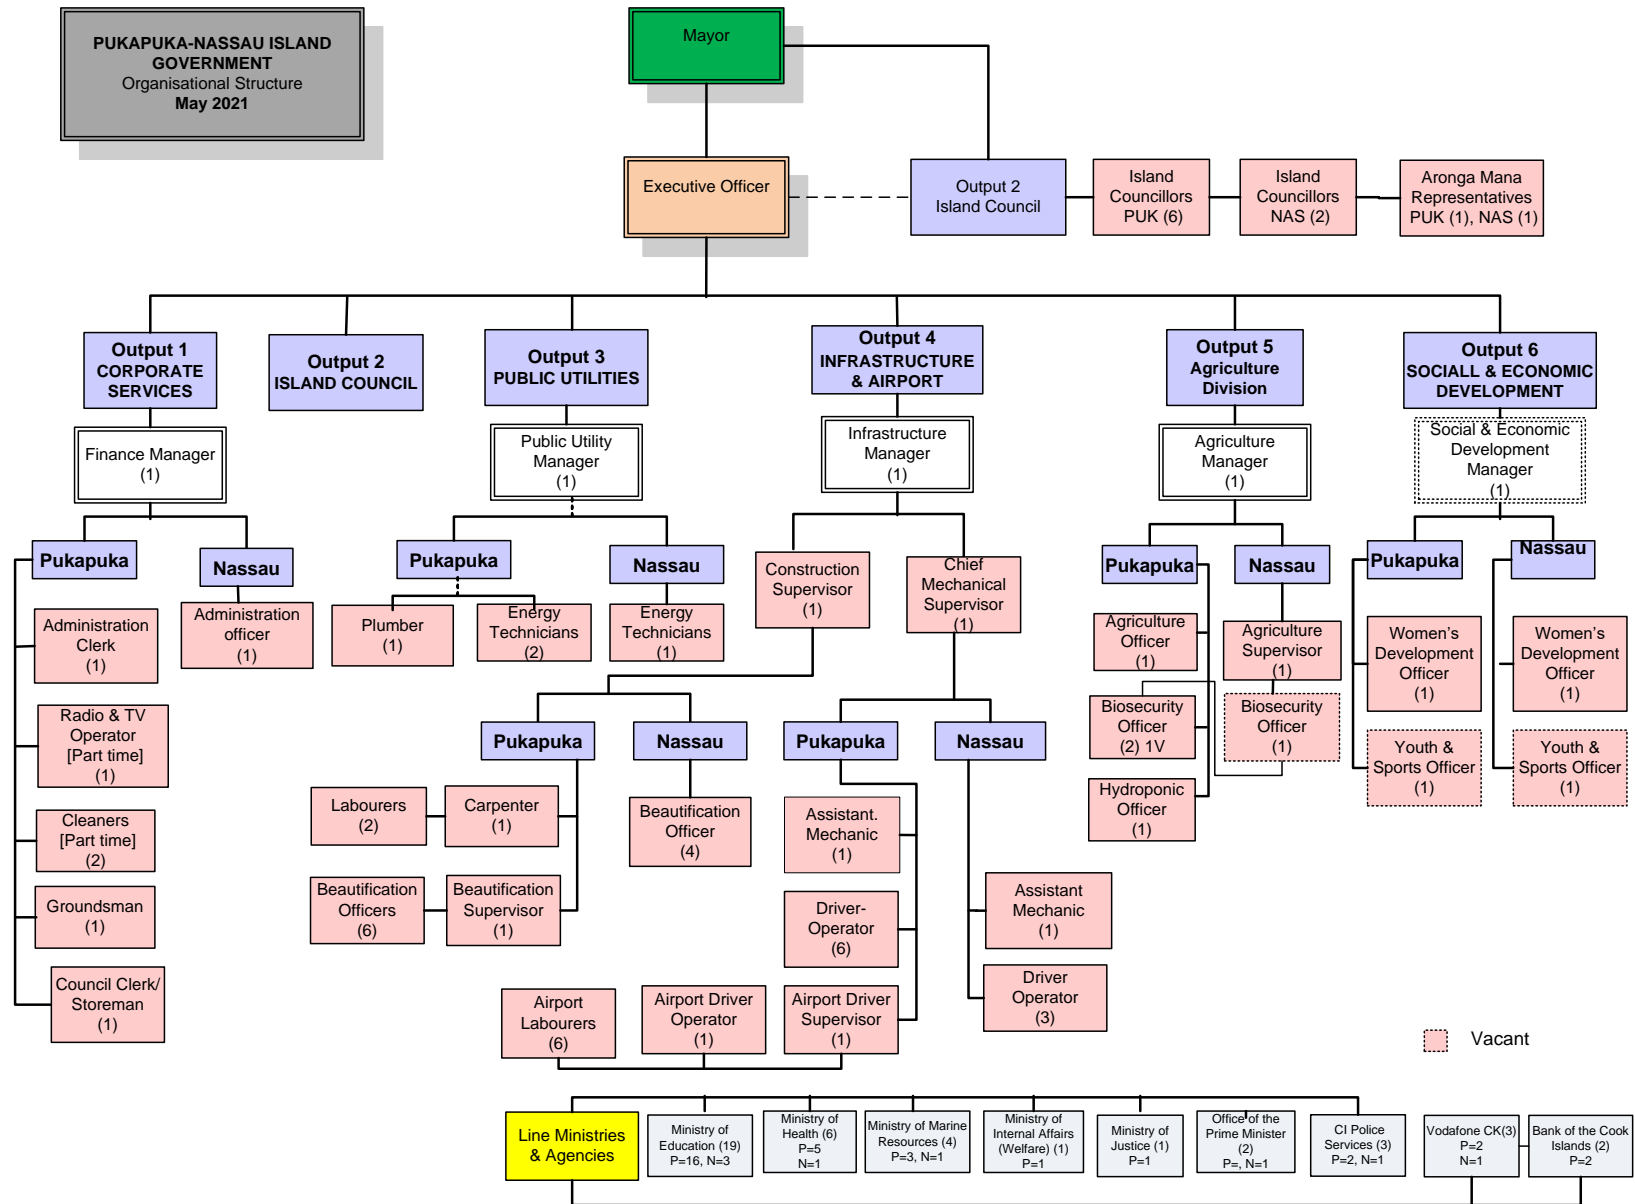 PUKAPUKA-NASSAU ISLAND
GOVERNMENT
Organisational Structure
May 2021
Mayor
Executive Officer
Output 2
Island Council
Island
Councillors
PUK (6)
Island
Councillors
NAS (2)
Aronga Mana
Representatives
PUK (1), NAS (1)
Output 1
CORPORATE
SERVICES
Output 2
ISLAND COUNCIL
Output 3
PUBLIC UTILITIES
Output 4
INFRASTRUCTURE
& AIRPORT
Output 5
Agriculture
Division
Output 6
SOCIALL & ECONOMIC
DEVELOPMENT
Finance Manager
(1)
Public Utility
Manager
(1)
Infrastructure
Manager
(1)
Agriculture
Manager
(1)
Social & Economic
Development
Manager
(1)
Pukapuka
Nassau
Administration
Clerk
(1)
Radio & TV
Operator
[Part time]
(1)
Cleaners
[Part time]
(2)
Groundsman
(1)
Council Clerk/
Storeman
(1)
Administration
officer
(1)
Pukapuka
Nassau
Plumber
(1)
Energy
Technicians
(2)
Energy
Technicians
(1)
Construction
Supervisor
(1)
Chief
Mechanical
Supervisor
(1)
Pukapuka
Nassau
Labourers
(2)
Carpenter
(1)
Beautification
Officers
(6)
Beautification
Supervisor
(1)
Beautification
Officer
(4)
Pukapuka
Nassau
Assistant.
Mechanic
(1)
Driver-
Operator
(6)
Airport
Labourers
(6)
Airport Driver
Operator
(1)
Airport Driver
Supervisor
(1)
Assistant
Mechanic
(1)
Driver
Operator
(3)
Pukapuka
Nassau
Agriculture
Officer
(1)
Biosecurity
Officer
(2) 1V
Hydroponic
Officer
(1)
Agriculture
Supervisor
(1)
Biosecurity
Officer
(1)
Pukapuka
Nassau
Women's
Development
Officer
(1)
Youth &
Sports Officer
(1)
Women's
Development
Officer
(1)
Youth &
Sports Officer
(1)
Vacant
Line Ministries
& Agencies
Ministry of
Education (19)
P=16, N=3
Ministry of
Health (6)
P=5
N=1
Ministry of Marine
Resources (4)
P=3, N=1
Ministry of
Internal Affairs
(Welfare) (1)
P=1
Ministry of
Justice (1)
P=1
Office of the
Prime Minister
(2)
P=, N=1
CI Police
Services (3)
P=2, N=1
Vodafone CK(3)
P=2
N=1
Bank of the Cook
Islands (2)
P=2